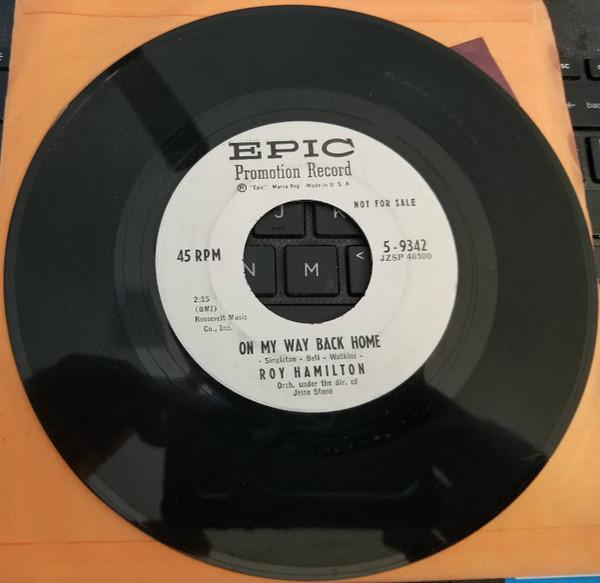 EPIC
Promotion Record
® "Epic" Marca Reg. Made in U S A
NOT FOR SALE
45 RPM
5-9342
JZSP 48500
2:15
(BMI)
Roosevelt Music
Co., Inc.
ON MY WAY BACK HOME
- Singleton - Bell - Watkins -
ROY HAMILTON
Orch. under the dir. of
Jesse Stone
J K
N M <